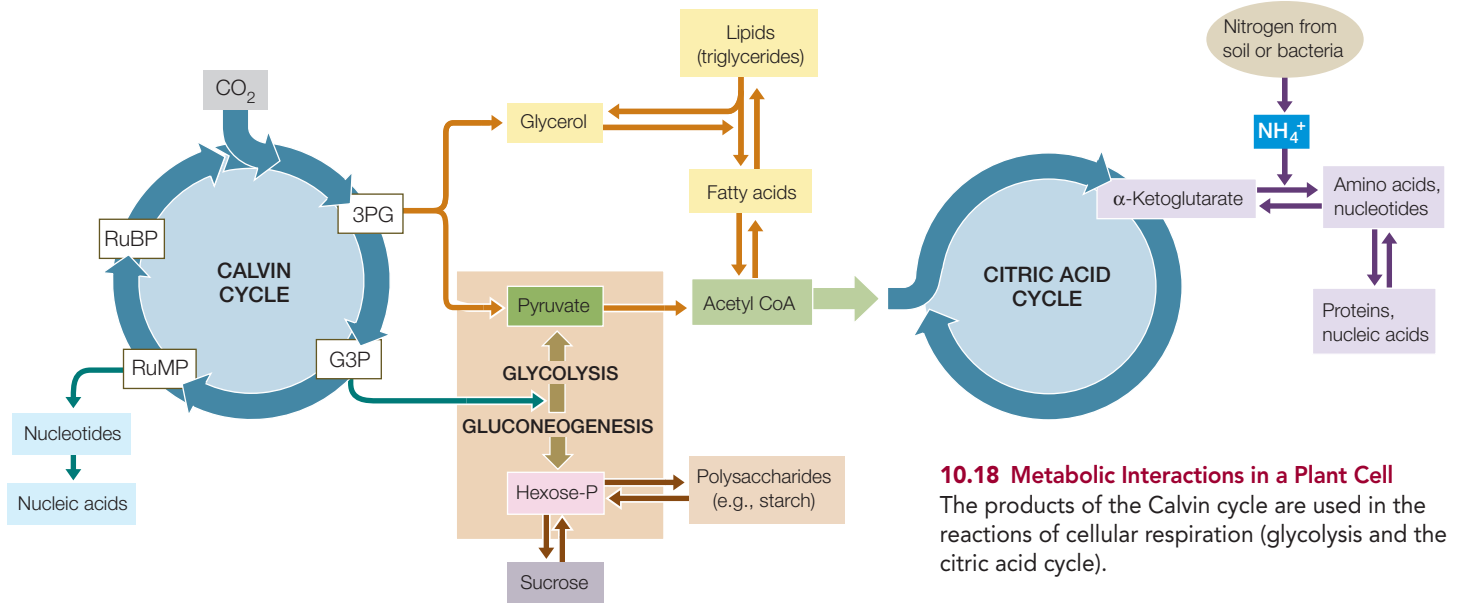 CO₂
3PG
RuBP
CALVIN
CYCLE
RuMP
G3P
Nucleotides
Nucleic acids
Lipids
(triglycerides)
Glycerol
Fatty acids
Pyruvate
Acetyl CoA
GLYCOLYSIS
GLUCONEOGENESIS
Hexose-P
Polysaccharides
(e.g., starch)
Sucrose
CITRIC ACID
CYCLE
Nitrogen from
soil or bacteria
NH₄⁺
α-Ketoglutarate
Amino acids,
nucleotides
Proteins,
nucleic acids
10.18 Metabolic Interactions in a Plant Cell
The products of the Calvin cycle are used in the
reactions of cellular respiration (glycolysis and the
citric acid cycle).